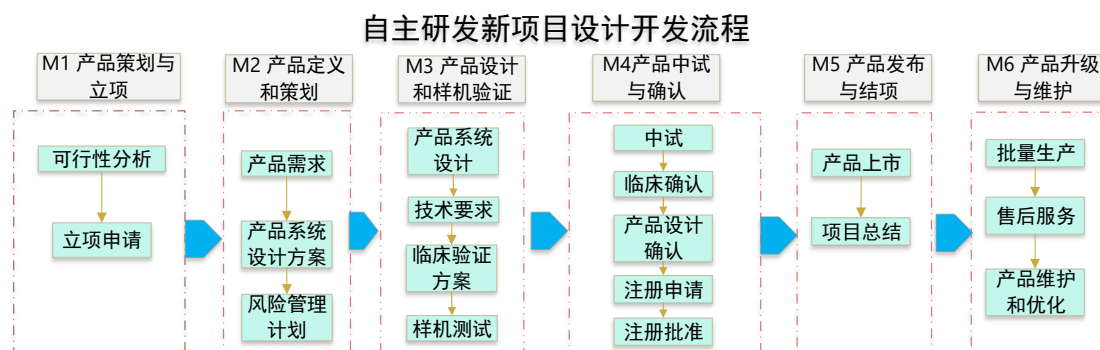 自主研发新项目设计开发流程
M1 产品策划与
立项
可行性分析
立项申请
M2 产品定义
和策划
产品需求
产品系统
设计方案
风险管理
计划
M3 产品设计
和样机验证
产品系统
设计
技术要求
临床验证
方案
样机测试
M4产品中试
与确认
中试
临床确认
产品设计
确认
注册申请
注册批准
M5 产品发布
与结项
产品上市
项目总结
M6 产品升级
与维护
批量生产
售后服务
产品维护
和优化